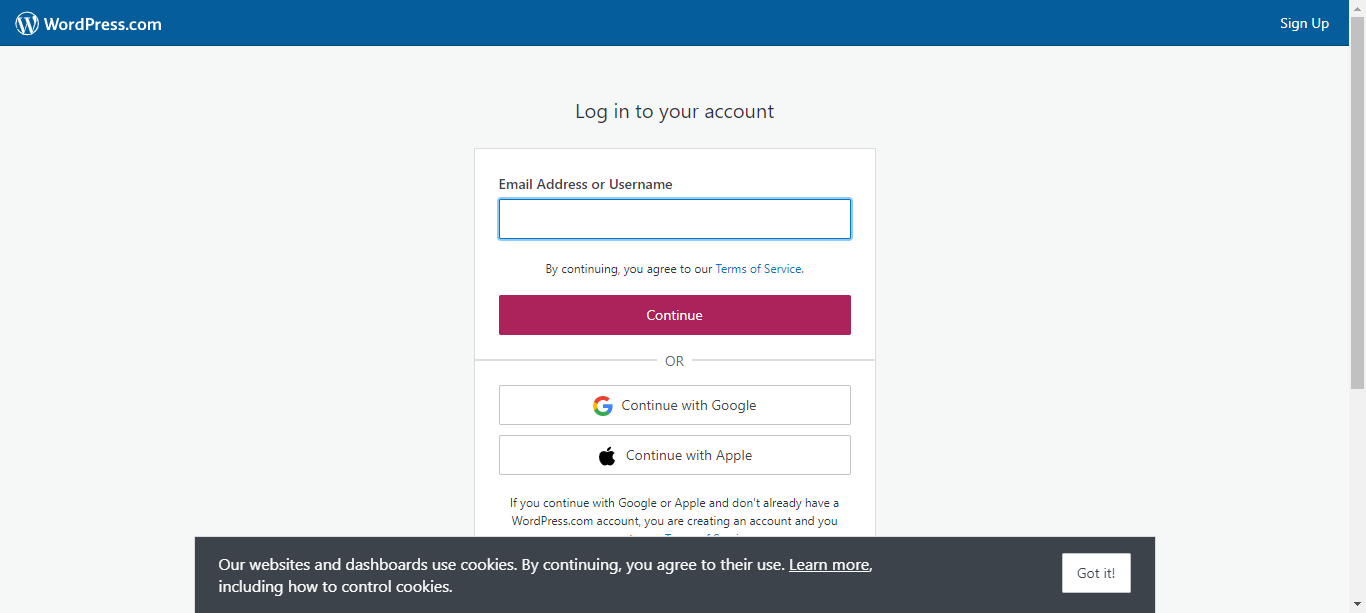 WordPress.com
Sign Up
Log in to your account
Email Address or Username
By continuing, you agree to our Terms of Service.
Continue
OR
Continue with Google
Continue with Apple
If you continue with Google or Apple and don't already have a
WordPress.com account, you are creating an account and you
Our websites and dashboards use cookies. By continuing, you agree to their use. Learn more,
including how to control cookies.
Got it!